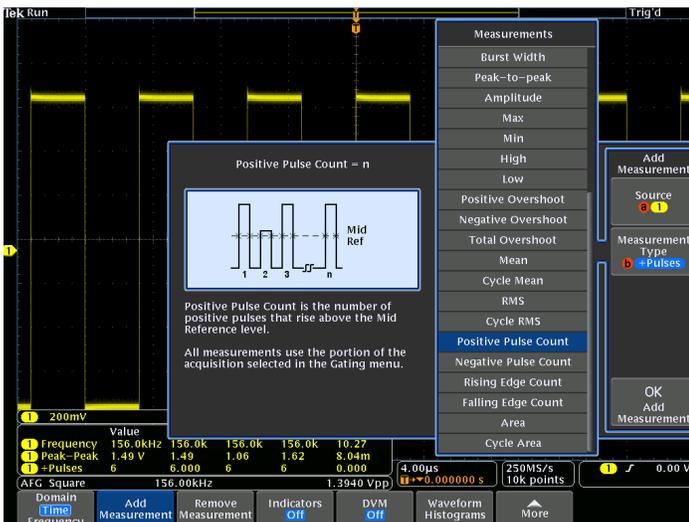 Tek Run
Trig'd
T
T
Measurements
Burst Width
Peak-to-peak
Amplitude
Max
Min
High
Low
Positive Overshoot
Negative Overshoot
Total Overshoot
Mean
Cycle Mean
RMS
Cycle RMS
Positive Pulse Count
Negative Pulse Count
Rising Edge Count
Falling Edge Count
Area
Cycle Area
Positive Pulse Count = n
Mid
Ref
1 2 3 n
Positive Pulse Count is the number of
positive pulses that rise above the Mid
Reference level.
All measurements use the portion of the
acquisition selected in the Gating menu.
Add
Measurement
Source
a 1
Measurement
Type
b +Pulses
OK
Add
Measurement
1
1 200mV
Value
1 Frequency 156.0kHz 156.0k 156.0k 156.0k 10.27
1 Peak-Peak 1.49 V 1.49 1.06 1.62 8.04m
1 +Pulses 6 6.000 6 6 0.000
AFG Square 156.00kHz 1.3940 Vpp
4.00µs
T→▼0.000000 s
250MS/s
10k points
1 0.00 V
Domain
Time
Frequency
Add
Measurement
Remove
Measurement
Indicators
Off
DVM
Off
Waveform
Histograms
More